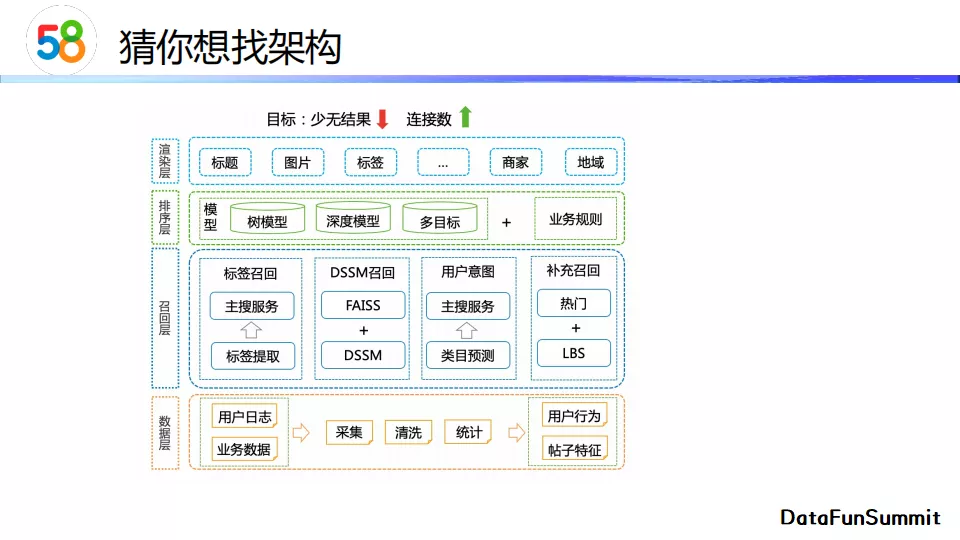 58
猜你想找架构
目标：少无结果 连接数
渲染层
标题 图片 标签 ... 商家 地域
排序层
模型
树模型 深度模型 多目标 + 业务规则
召回层
标签召回 DSSM召回 用户意图 补充召回
主搜服务 FAISS 主搜服务 热门
+ +
标签提取 DSSM 类目预测 LBS
数据层
用户日志 用户行为
采集 清洗 统计
业务数据 帖子特征
DataFunSummit